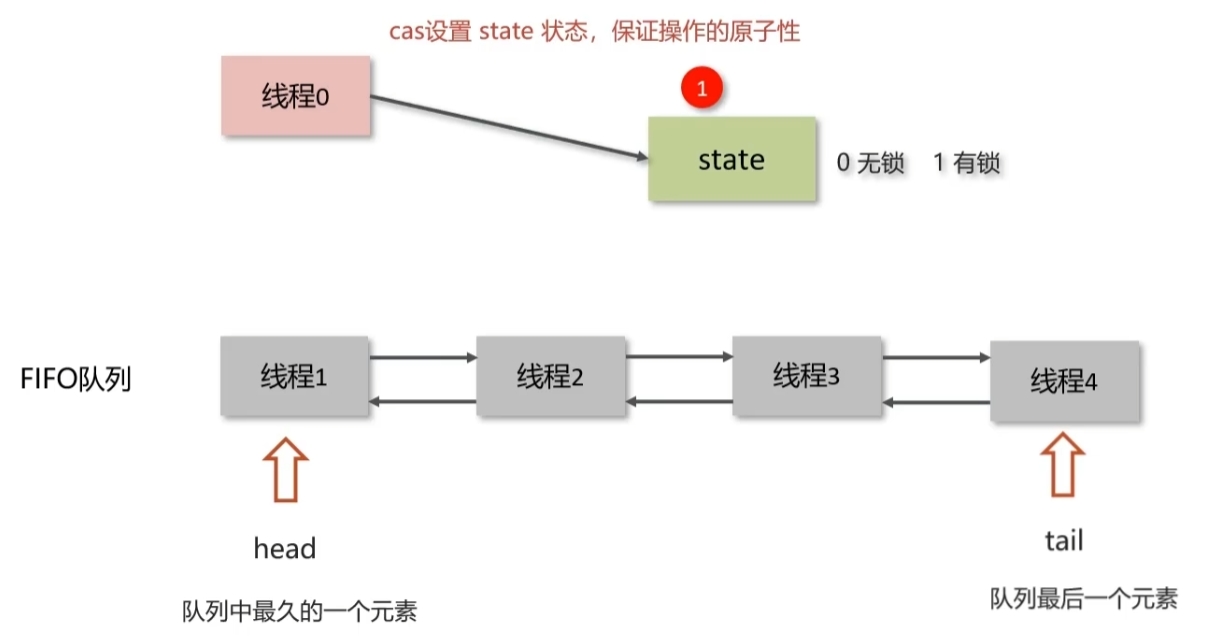 cas设置 state 状态，保证操作的原子性
线程0
1
state
0 无锁 1 有锁
FIFO队列
线程1
线程2
线程3
线程4
head
tail
队列中最久的一个元素
队列最后一个元素